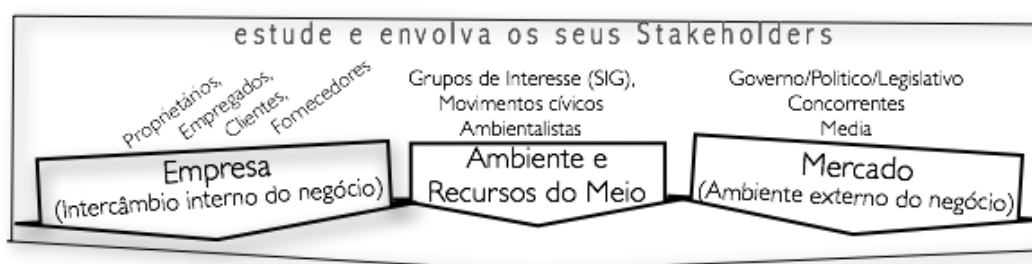 estude e envolva os seus Stakeholders
Proprietários,
Empregados,
Clientes,
Fornecedores
Grupos de Interesse (SIG),
Movimentos cívicos
Ambientalistas
Governo/Politico/Legislativo
Concorrentes
Media
Empresa
(Intercâmbio interno do negócio)
Ambiente e
Recursos do Meio
Mercado
(Ambiente externo do negócio)